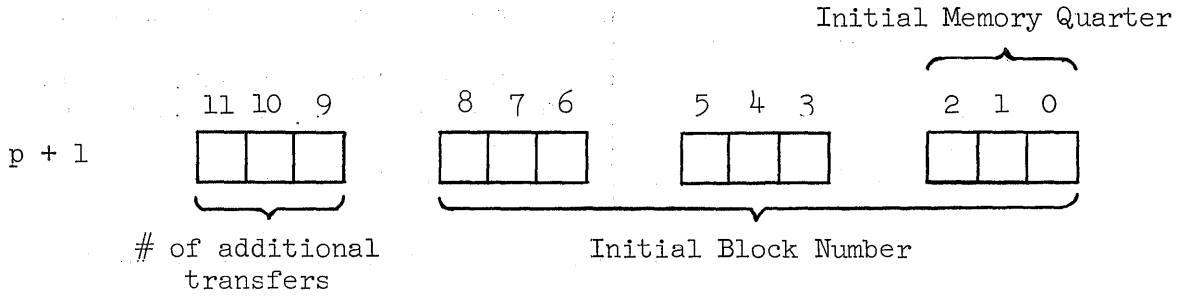 Initial Memory Quarter
11 10 9 8 7 6 5 4 3 2 1 0
p + 1
# of additional
transfers
Initial Block Number